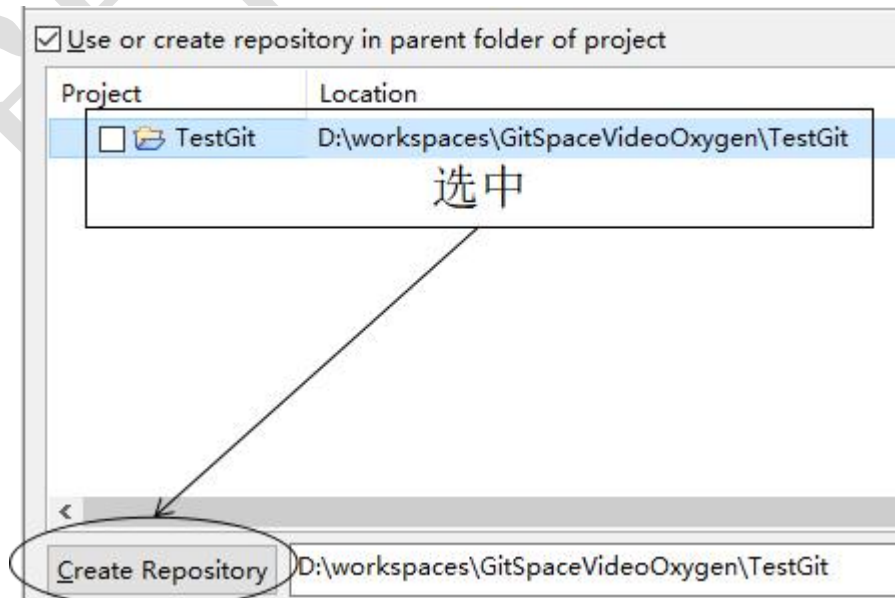 Use or create repository in parent folder of project
Project Location
TestGit D:\workspaces\GitSpaceVideoOxygen\TestGit
选中
Create Repository D:\workspaces\GitSpaceVideoOxygen\TestGit